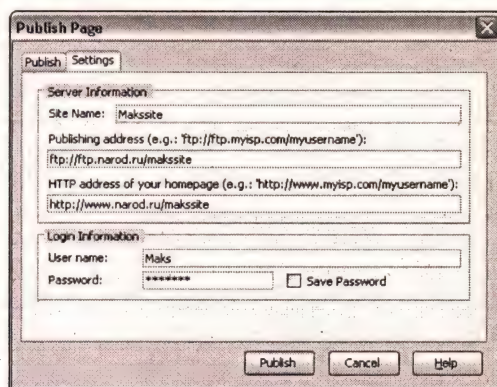 Publish Page
Publish Settings
Server Information
Site Name: Makssite
Publishing address (e.g.: 'ftp://ftp.myisp.com/myusername'):
ftp://ftp.narod.ru/makssite
HTTP address of your homepage (e.g.: 'http://www.myisp.com/myusername'):
http://www.narod.ru/makssite
Login Information
User name: Maks
Password: ******* Save Password
Publish Cancel Help